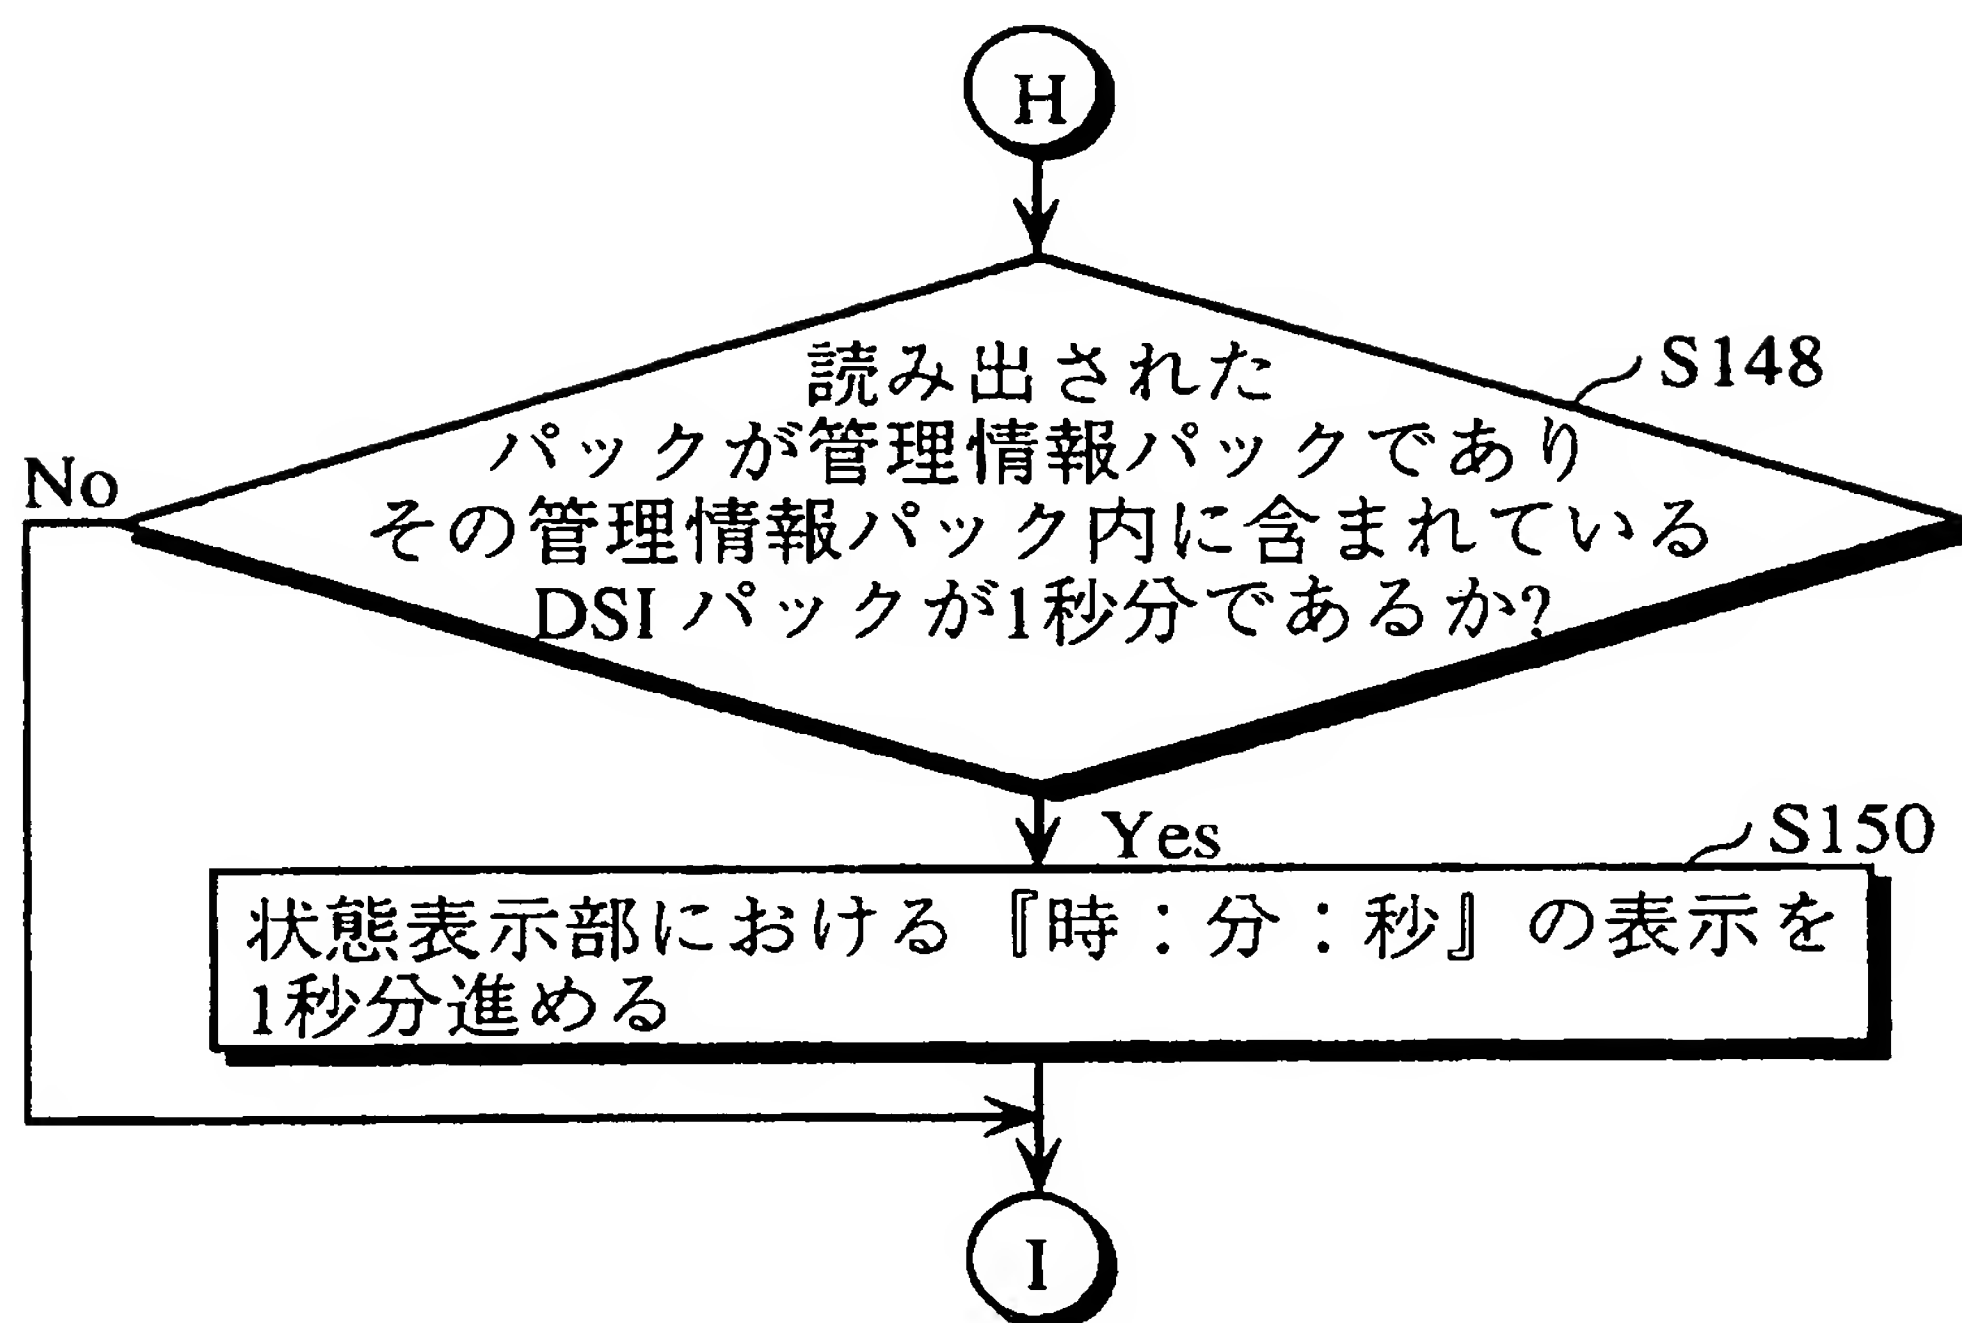 H
読み出された
S148
パックが管理情報パックであり
No
その管理情報パック内に含まれている
DSI パックが1秒分であるか?
Yes
S150
状態表示部における『時:分:秒』の表示を
1秒分進める
I